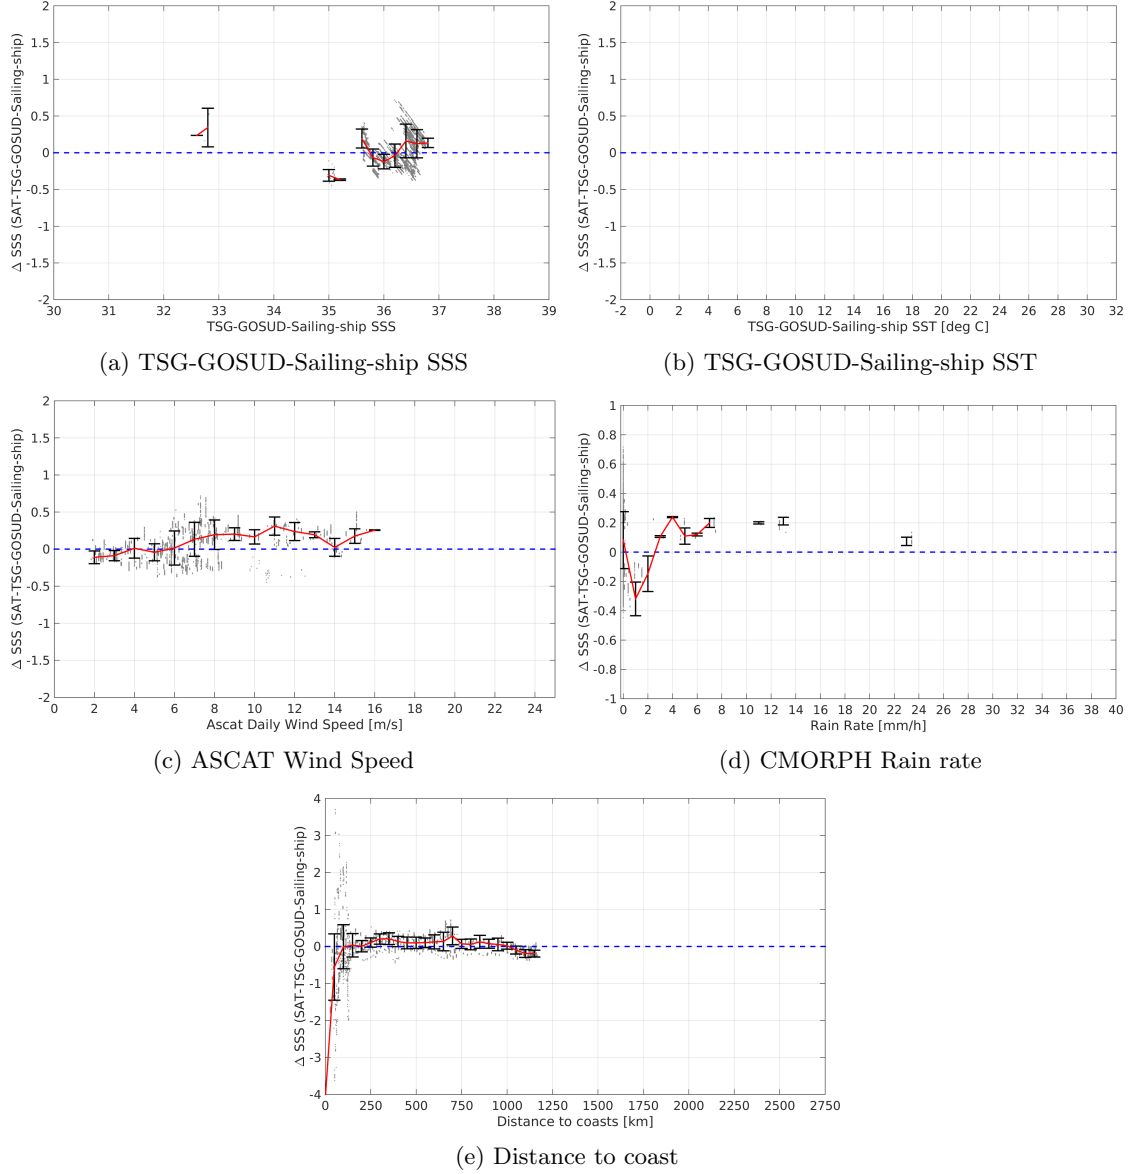 2
1.5
1
0.5
0
-0.5
-1
-1.5
-2
Δ SSS (SAT-TSG-GOSUD-Sailing-ship)
30 31 32 33 34 35 36 37 38 39
TSG-GOSUD-Sailing-ship SSS
(a) TSG-GOSUD-Sailing-ship SSS
2
1.5
1
0.5
0
-0.5
-1
-1.5
-2
Δ SSS (SAT-TSG-GOSUD-Sailing-ship)
-2 0 2 4 6 8 10 12 14 16 18 20 22 24 26 28 30 32
TSG-GOSUD-Sailing-ship SST [deg C]
(b) TSG-GOSUD-Sailing-ship SST
2
1.5
1
0.5
0
-0.5
-1
-1.5
-2
Δ SSS (SAT-TSG-GOSUD-Sailing-ship)
0 2 4 6 8 10 12 14 16 18 20 22 24
Ascat Daily Wind Speed [m/s]
(c) ASCAT Wind Speed
1
0.8
0.6
0.4
0.2
0
-0.2
-0.4
-0.6
-0.8
-1
Δ SSS (SAT-TSG-GOSUD-Sailing-ship)
0 2 4 6 8 10 12 14 16 18 20 22 24 26 28 30 32 34 36 38 40
Rain Rate [mm/h]
(d) CMORPH Rain rate
4
3
2
1
0
-1
-2
-3
-4
Δ SSS (SAT-TSG-GOSUD-Sailing-ship)
0 250 500 750 1000 1250 1500 1750 2000 2250 2500 2750
Distance to coasts [km]
(e) Distance to coast